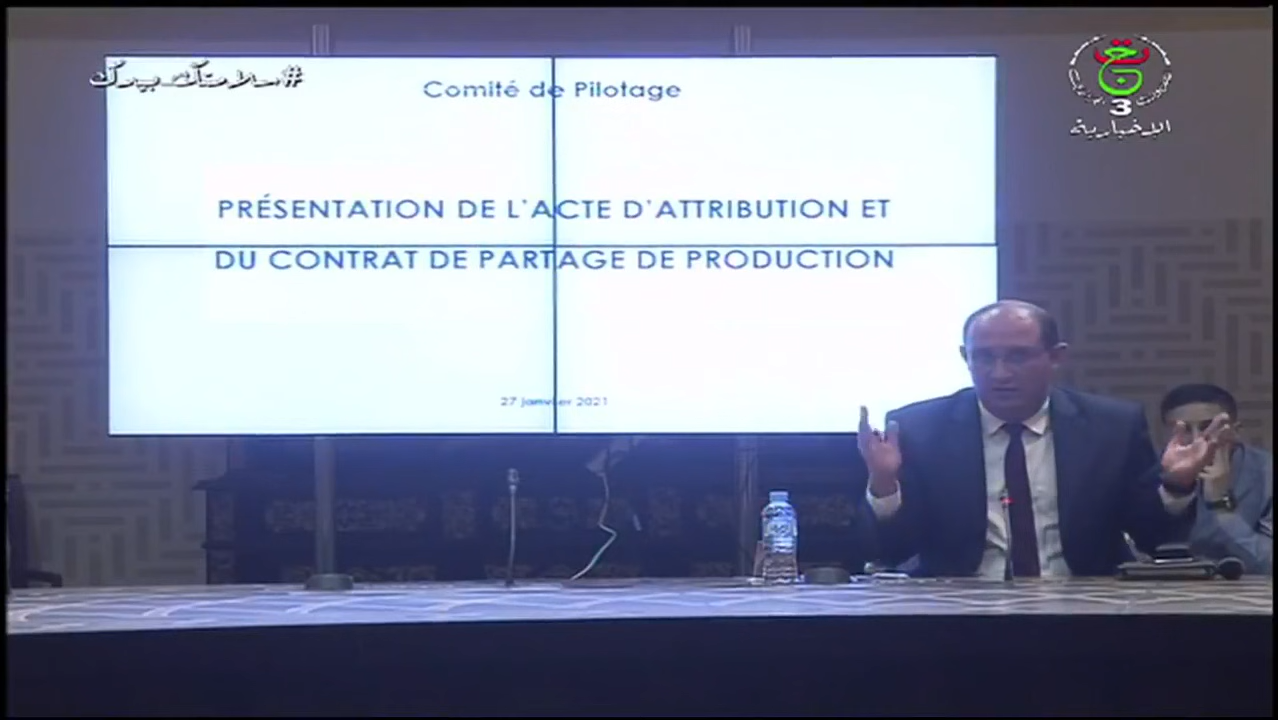 #سلامتك بيدك
Comité de Pilotage
3
الإخبارية
PRÉSENTATION DE L'ACTE D'ATTRIBUTION ET
DU CONTRAT DE PARTAGE DE PRODUCTION
27 janvier 2021